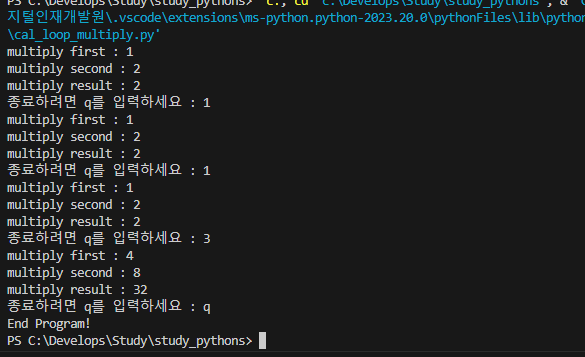 PS C:\Develops\Study\study_pythons> c:; cd 'c:\Develops\Study\study_pythons'; &
지털인재개발원\.vscode\extensions\ms-python.python-2023.20.0\pythonFiles\lib\python
\cal_loop_multiply.py'
multiply first : 1
multiply second : 2
multiply result : 2
종료하려면 q를 입력하세요 : 1
multiply first : 1
multiply second : 2
multiply result : 2
종료하려면 q를 입력하세요 : 1
multiply first : 1
multiply second : 2
multiply result : 2
종료하려면 q를 입력하세요 : 3
multiply first : 4
multiply second : 8
multiply result : 32
종료하려면 q를 입력하세요 : q
End Program!
PS C:\Develops\Study\study_pythons>